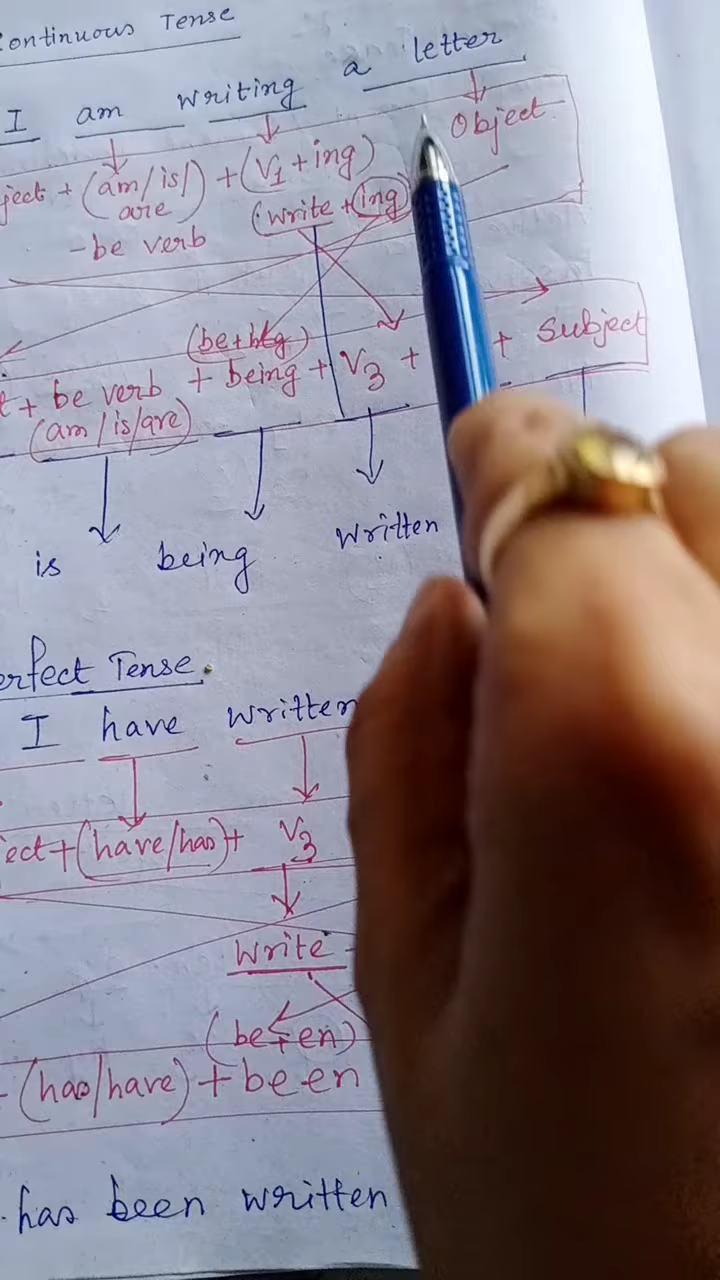 ontinuous Tense
I am writing a letter
ject + (am/is/are) + (V1 + ing) Object
(write + ing)
- be verb
(be + ing)
t + be verb + being + V3 + + Subject
(am/is/are)
is being written
erfect Tense.
I have written
ect + (have/has) + V3
Write
(be + en)
- (has/have) + been
. has been written